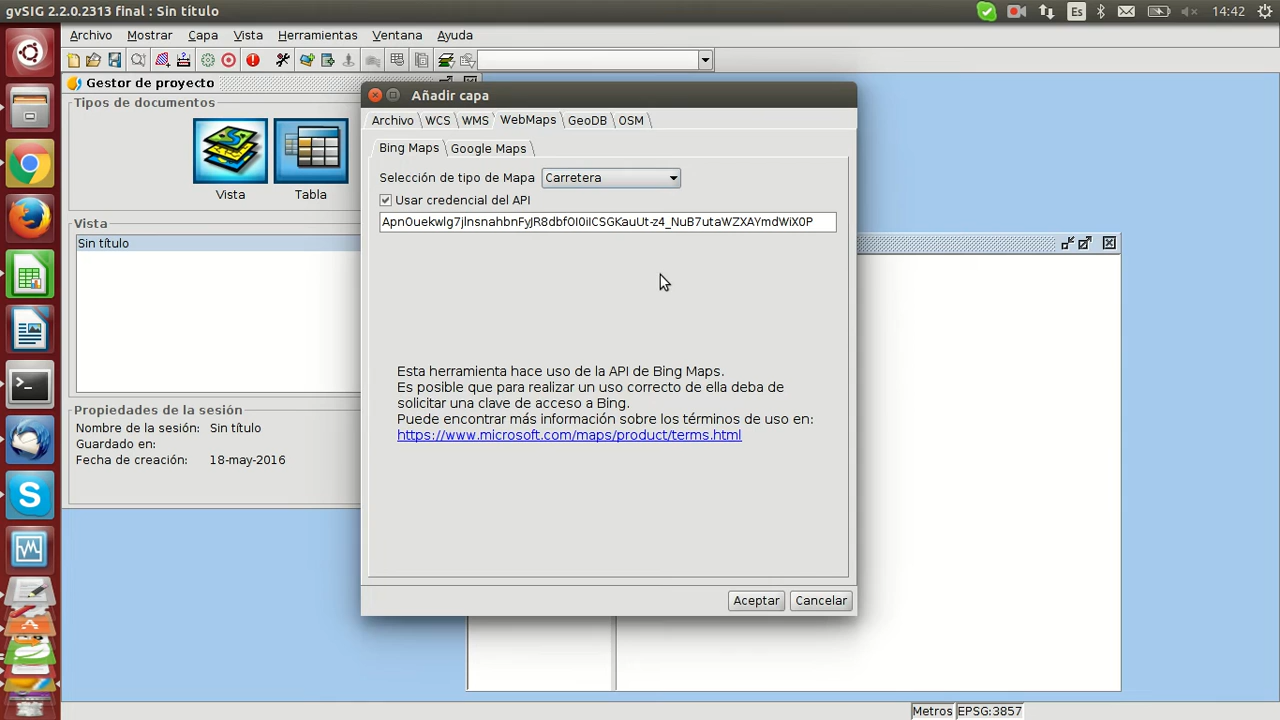 gvSIG 2.2.0.2313 final : Sin título
Es
14:42
Archivo Mostrar Capa Vista Herramientas Ventana Ayuda
Gestor de proyecto
Tipos de documentos
Vista Tabla
Vista
Sin título
Propiedades de la sesión
Nombre de la sesión: Sin título
Guardado en:
Fecha de creación: 18-may-2016
Añadir capa
Archivo WCS WMS WebMaps GeoDB OSM
Bing Maps Google Maps
Selección de tipo de Mapa Carretera
Usar credencial del API
Esta herramienta hace uso de la API de Bing Maps.
Es posible que para realizar un uso correcto de ella deba de
solicitar una clave de acceso a Bing.
Puede encontrar más información sobre los términos de uso en:
https://www.microsoft.com/maps/product/terms.html
Aceptar Cancelar
Metros EPSG:3857